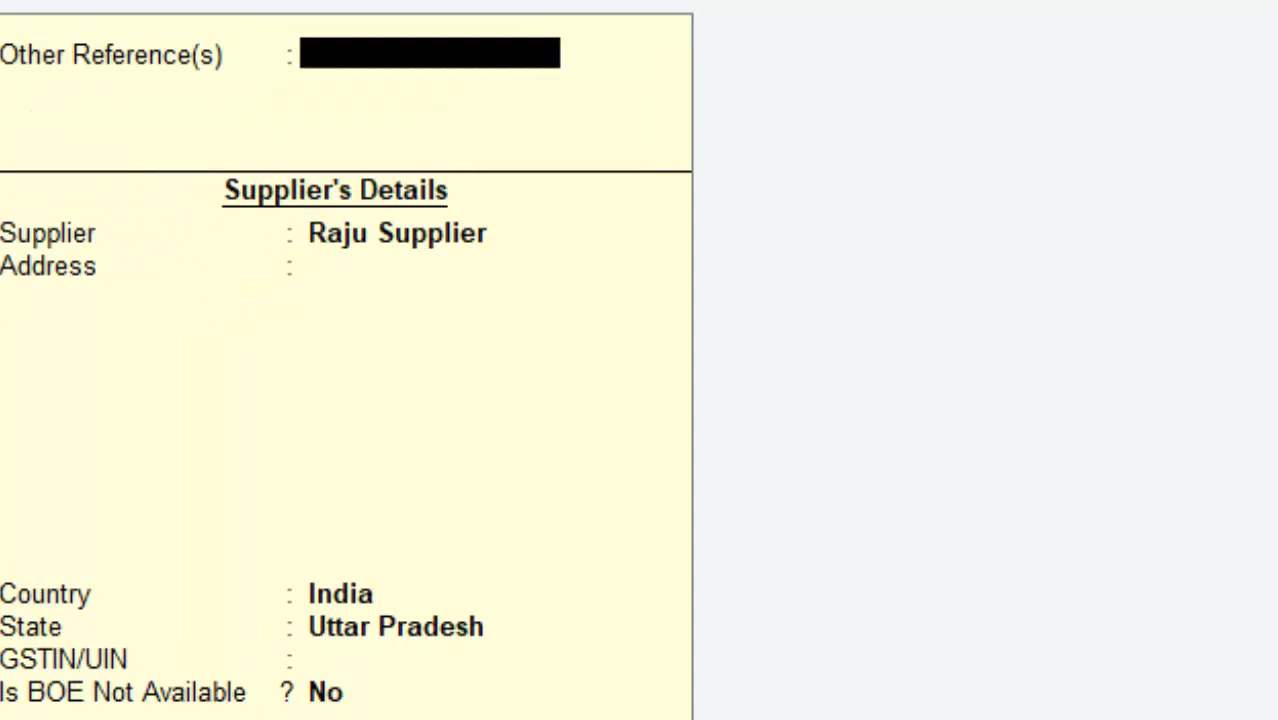 Other Reference(s) :
Supplier's Details
Supplier : Raju Supplier
Address :
Country : India
State : Uttar Pradesh
GSTIN/UIN :
Is BOE Not Available ? No